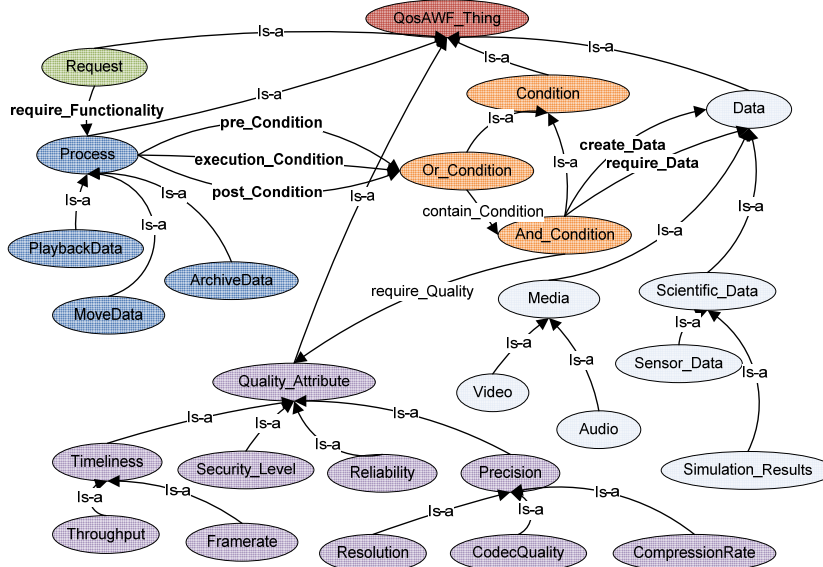 QosAWF_Thing
Is-a
Is-a
Is-a
Request
Condition
Data
Is-a
require_Functionality
pre_Condition
Is-a
create_Data
require_Data
Process
execution_Condition
Or_Condition
Is-a
post_Condition
Is-a
Is-a
Is-a
contain_Condition
Is-a
Is-a
Is-a
PlaybackData
And_Condition
ArchiveData
require_Quality
Media
Scientific_Data
MoveData
Is-a
Is-a
Is-a
Sensor_Data
Is-a
Quality_Attribute
Video
Is-a
Is-a
Is-a
Is-a
Audio
Timeliness
Security_Level
Reliability
Precision
Simulation_Results
Is-a
Is-a
Is-a
Is-a
Is-a
Throughput
Framerate
Resolution
CodecQuality
CompressionRate